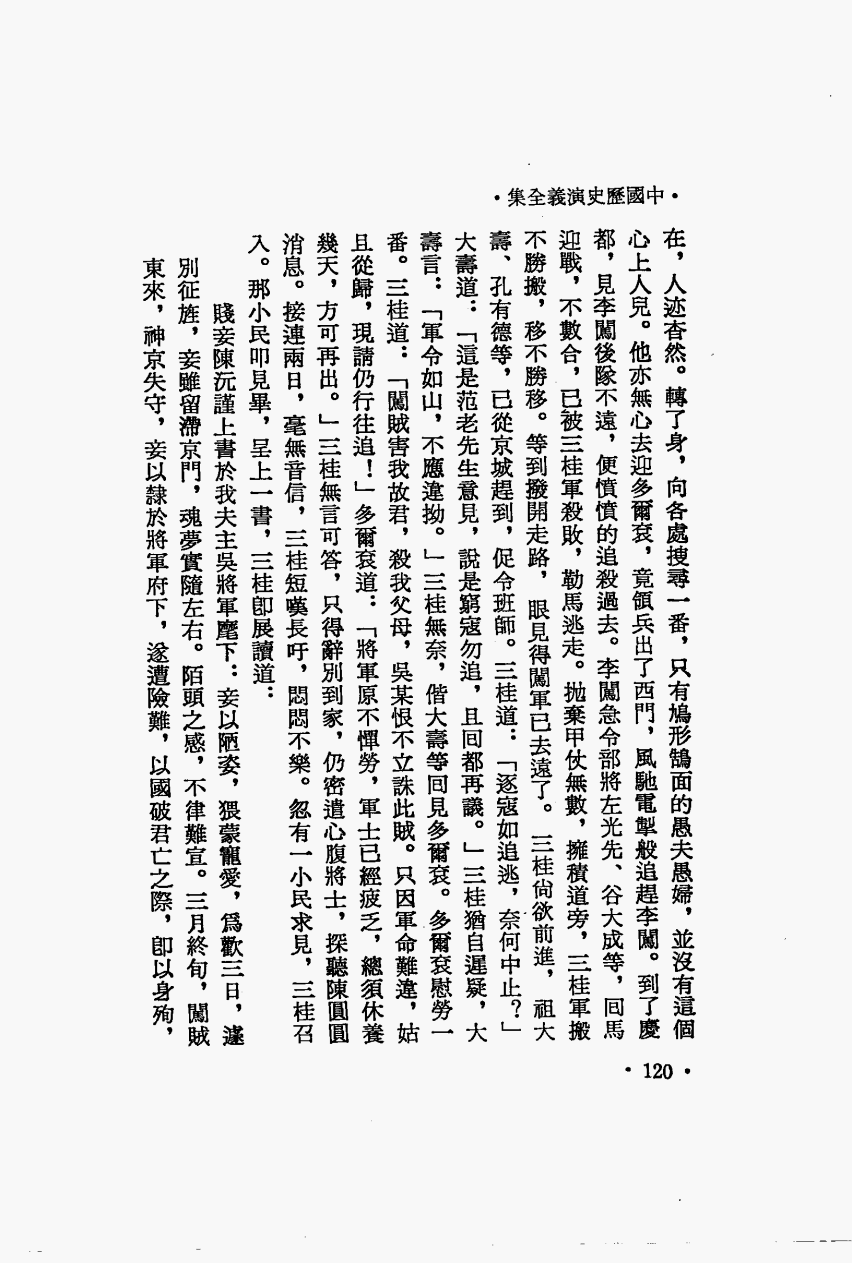 •中國歷史演義全集•
在，人迹杳然。轉了身，向各處搜尋一番，只有鳩形鵠面的愚夫愚婦，並沒有這個
心上人兒。他亦無心去迎多爾袞，竟領兵出了西門，風馳電掣般追趕李闖。到了慶
都，見李闖後隊不遠，便憤憤的追殺過去。李闖急令部將左光先、谷大成等，回馬
迎戰，不數合，已被三桂軍殺敗，勒馬逃走。拋棄甲仗無數，擁積道旁，三桂軍搬
不勝搬，移不勝移。等到撥開走路，眼見得闖軍已去遠了。三桂尙欲前進，祖大
壽、孔有德等，已從京城趕到，促令班師。三桂道：「逐寇如追逃，奈何中止？」
大壽道：「這是范老先生意見，說是窮寇勿追，且回都再議。」三桂猶自遲疑，大
壽言：「軍令如山，不應違拗。」三桂無奈，偕大壽等回見多爾袞。多爾袞慰勞一
番。三桂道：「闖賊害我故君，殺我父母，吳某恨不立誅此賊。只因軍命難違，姑
且從歸，現請仍行往追！」多爾袞道：「將軍原不憚勞，軍士已經疲乏，總須休養
幾天，方可再出。」三桂無言可答，只得辭別到家，仍密遣心腹將士，探聽陳圓圓
消息。接連兩日，毫無音信，三桂短嘆長吁，悶悶不樂。忽有一小民求見，三桂召
入。那小民叩見畢，呈上一書，三桂卽展讀道：
賤妾陳沅謹上書於我夫主吳將軍麾下：妾以陋姿，猥蒙寵愛，爲歡三日，遽
別征旌，妾雖留滯京門，魂夢實隨左右。陌頭之感，不律難宣。三月終旬，闖賊
東來，神京失守，妾以隸於將軍府下，遂遭險難，以國破君亡之際，卽以身殉，
•120•